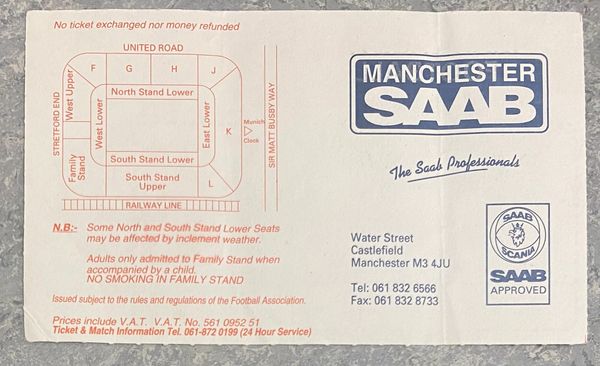 No ticket exchanged nor money refunded
UNITED ROAD
F G H J
West Upper
North Stand Lower
STRETFORD END
West Lower
East Lower
K
Munich
Clock
SIR MATT BUSBY WAY
Family
Stand
South Stand Lower
South Stand
Upper
L
RAILWAY LINE
N.B:- Some North and South Stand Lower Seats
may be affected by inclement weather.
Adults only admitted to Family Stand when
accompanied by a child.
NO SMOKING IN FAMILY STAND
Issued subject to the rules and regulations of the Football Association.
Prices include V.A.T. V.A.T. No. 561 0952 51
Ticket & Match Information Tel. 061-872 0199 (24 Hour Service)
MANCHESTER
SAAB
The Saab Professionals
Water Street
Castlefield
Manchester M3 4JU
Tel: 061 832 6566
Fax: 061 832 8733
SAAB
SCANIA
SAAB
APPROVED